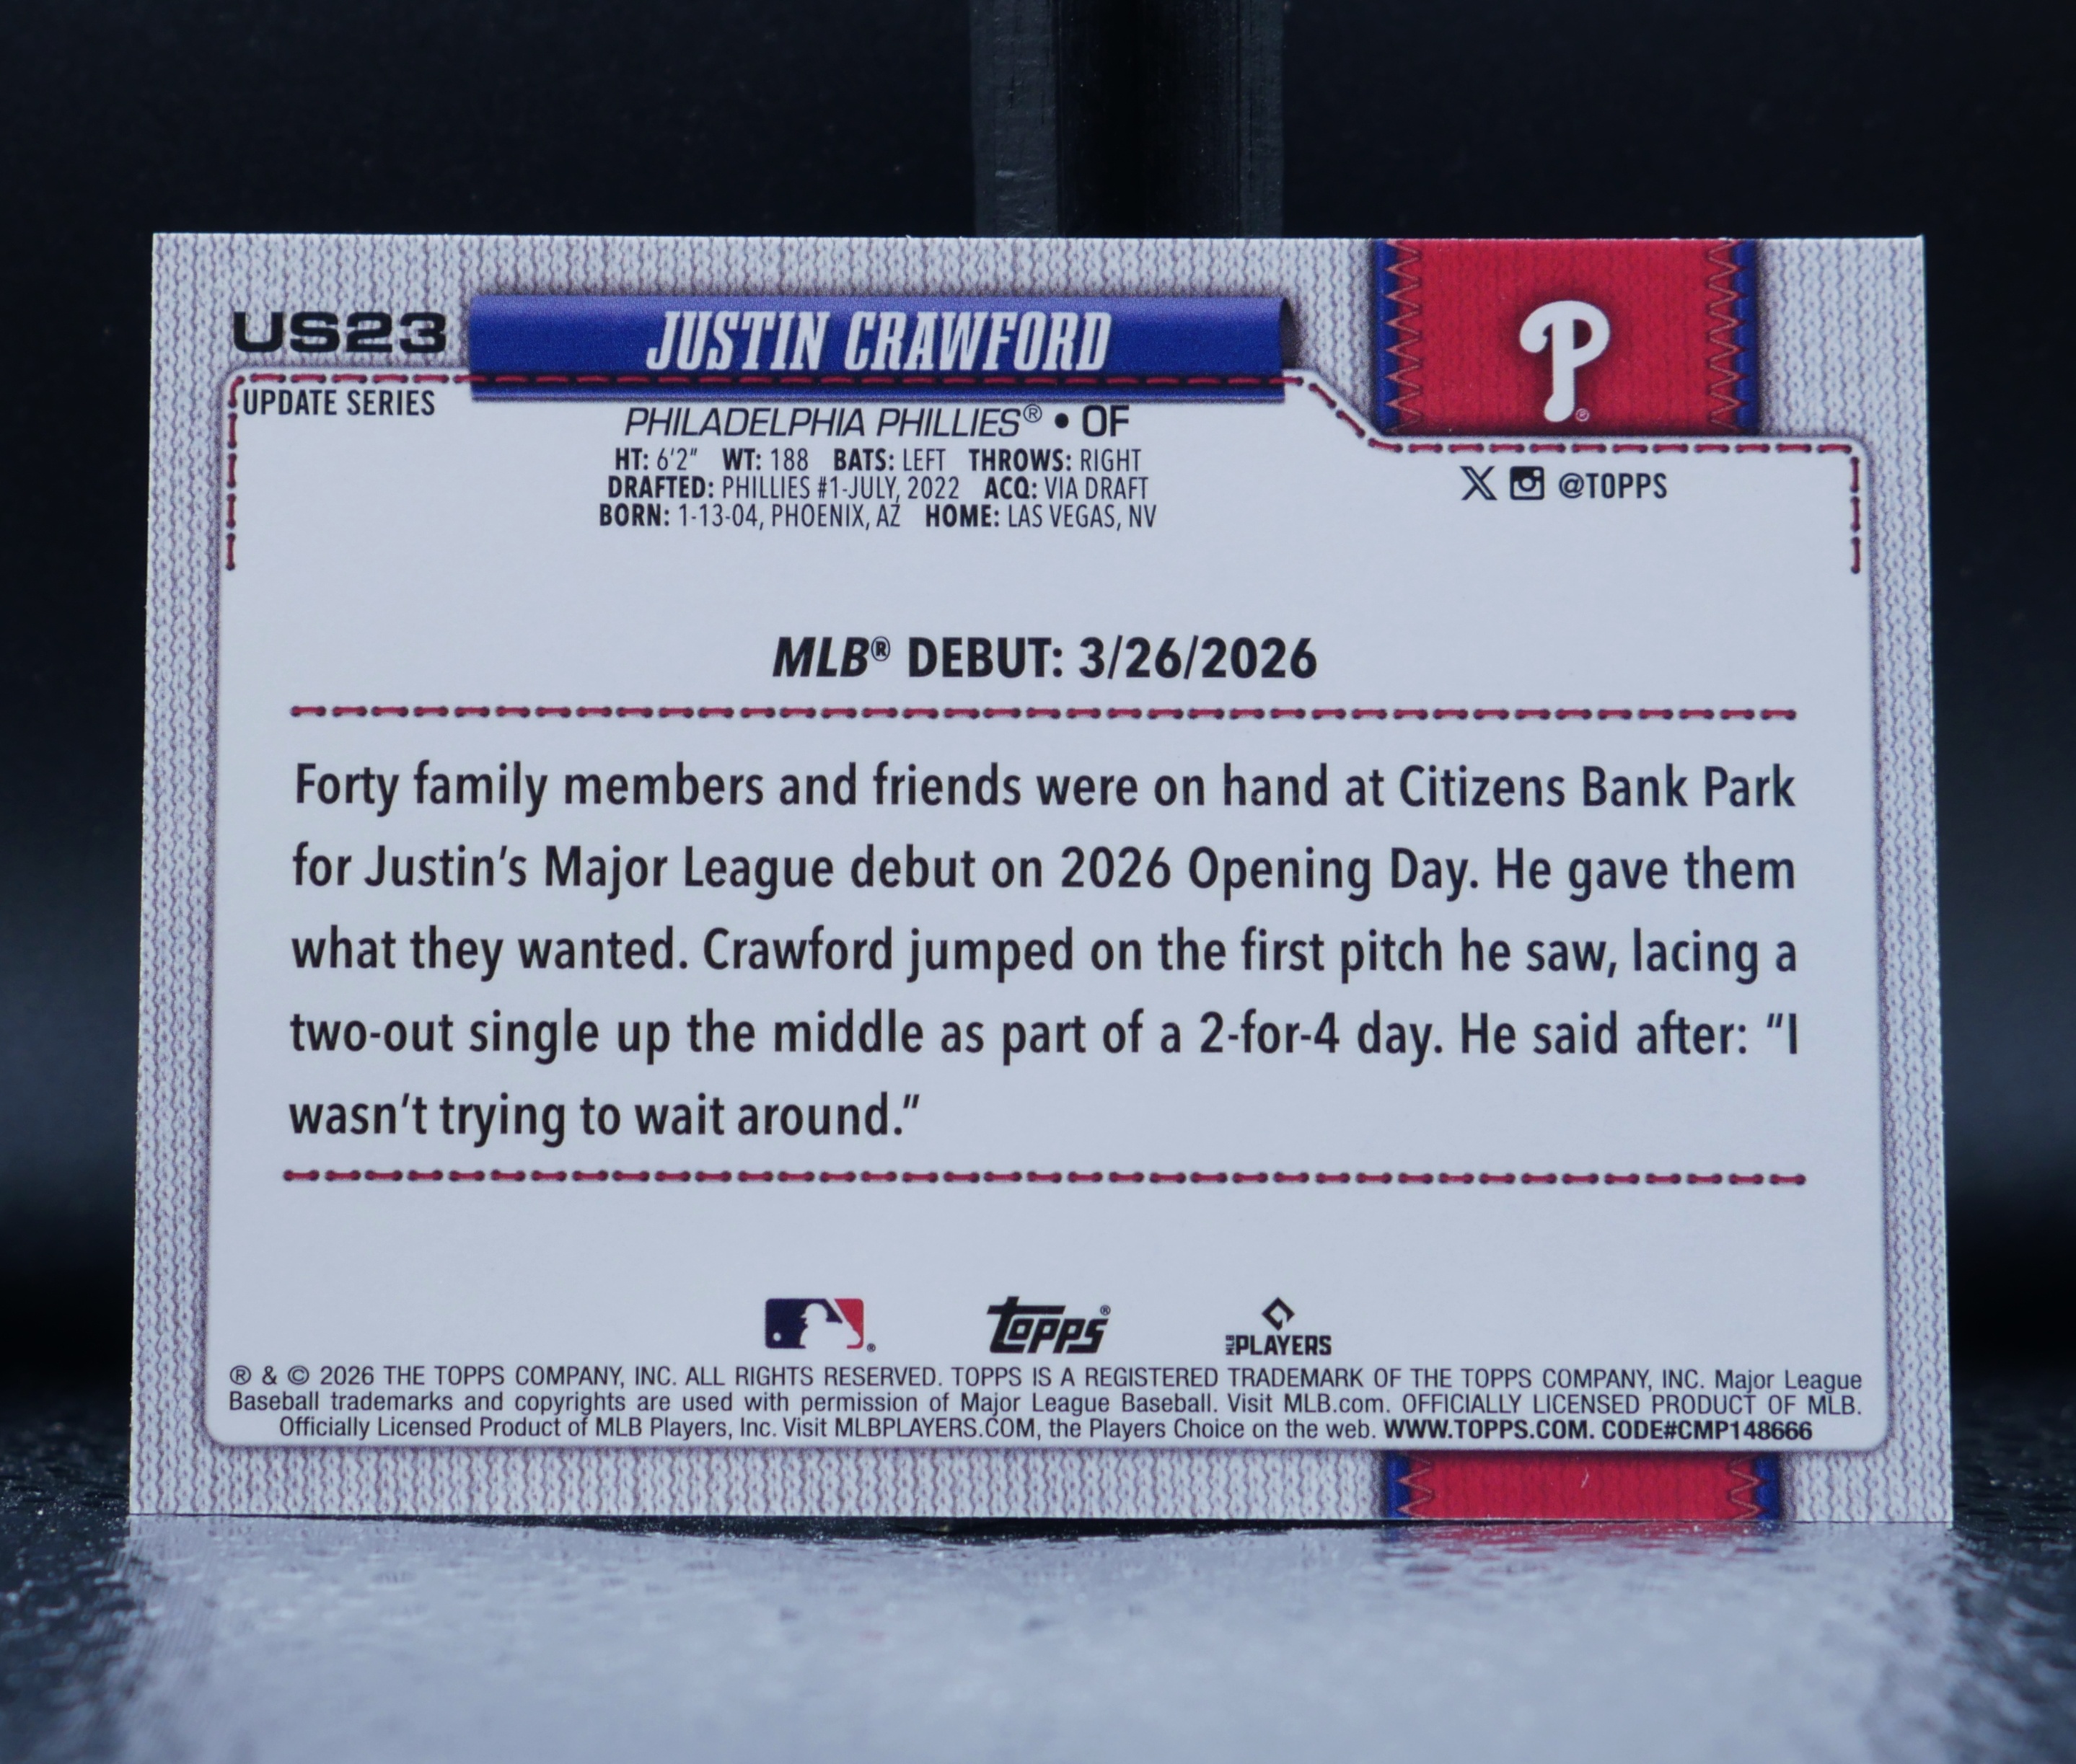 US23
JUSTIN CRAWFORD
P®
UPDATE SERIES
PHILADELPHIA PHILLIES® • OF
HT: 6'2" WT: 188 BATS: LEFT THROWS: RIGHT
DRAFTED: PHILLIES #1-JULY, 2022 ACQ: VIA DRAFT
BORN: 1-13-04, PHOENIX, AZ HOME: LAS VEGAS, NV
X @TOPPS
MLB® DEBUT: 3/26/2026
Forty family members and friends were on hand at Citizens Bank Park
for Justin's Major League debut on 2026 Opening Day. He gave them
what they wanted. Crawford jumped on the first pitch he saw, lacing a
two-out single up the middle as part of a 2-for-4 day. He said after: "I
wasn't trying to wait around."
topps®
MLB PLAYERS
® & © 2026 THE TOPPS COMPANY, INC. ALL RIGHTS RESERVED. TOPPS IS A REGISTERED TRADEMARK OF THE TOPPS COMPANY, INC. Major League
Baseball trademarks and copyrights are used with permission of Major League Baseball. Visit MLB.com. OFFICIALLY LICENSED PRODUCT OF MLB.
Officially Licensed Product of MLB Players, Inc. Visit MLBPLAYERS.COM, the Players Choice on the web. WWW.TOPPS.COM. CODE#CMP148666